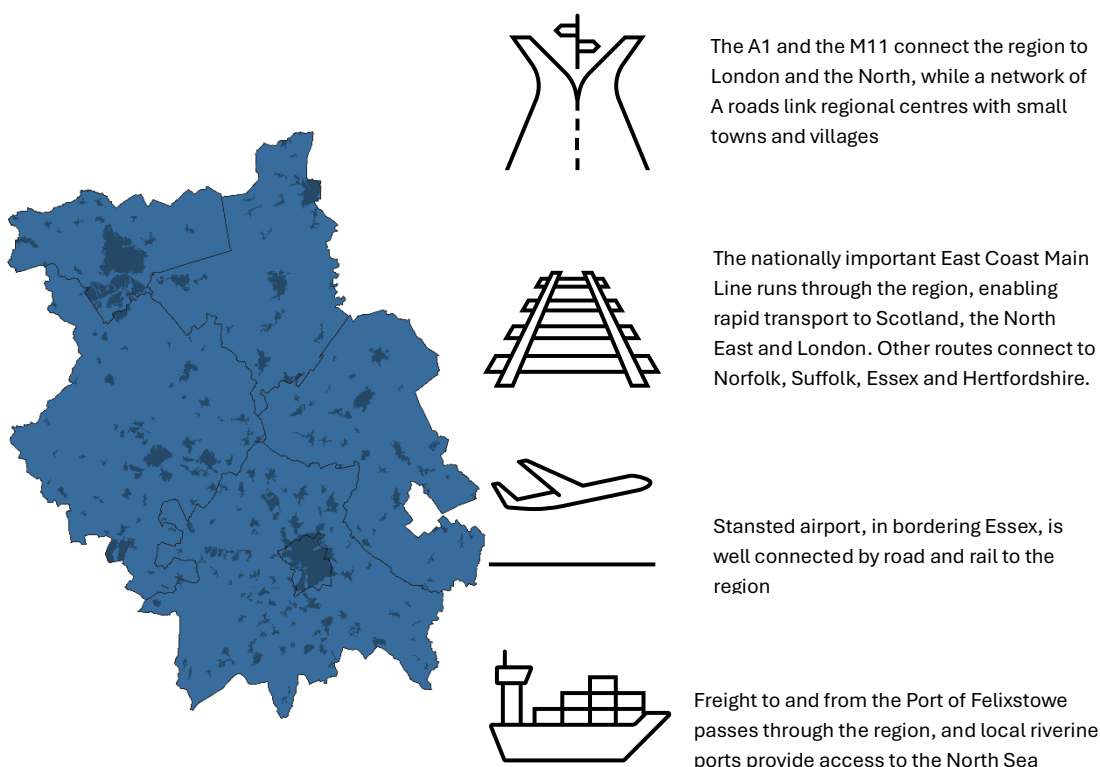 The A1 and the M11 connect the region to
London and the North, while a network of
A roads link regional centres with small
towns and villages
The nationally important East Coast Main
Line runs through the region, enabling
rapid transport to Scotland, the North
East and London. Other routes connect to
Norfolk, Suffolk, Essex and Hertfordshire.
Stansted airport, in bordering Essex, is
well connected by road and rail to the
region
Freight to and from the Port of Felixstowe
passes through the region, and local riverine
ports provide access to the North Sea